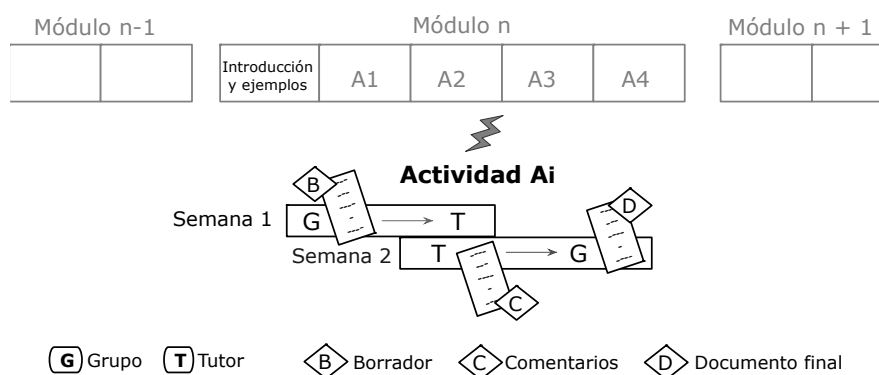 Módulo n-1
Módulo n
Módulo n + 1
Introducción
y ejemplos
A1
A2
A3
A4
Actividad Ai
B
D
Semana 1
G
T
Semana 2
T
G
C
G Grupo
T Tutor
B Borrador
C Comentarios
D Documento final